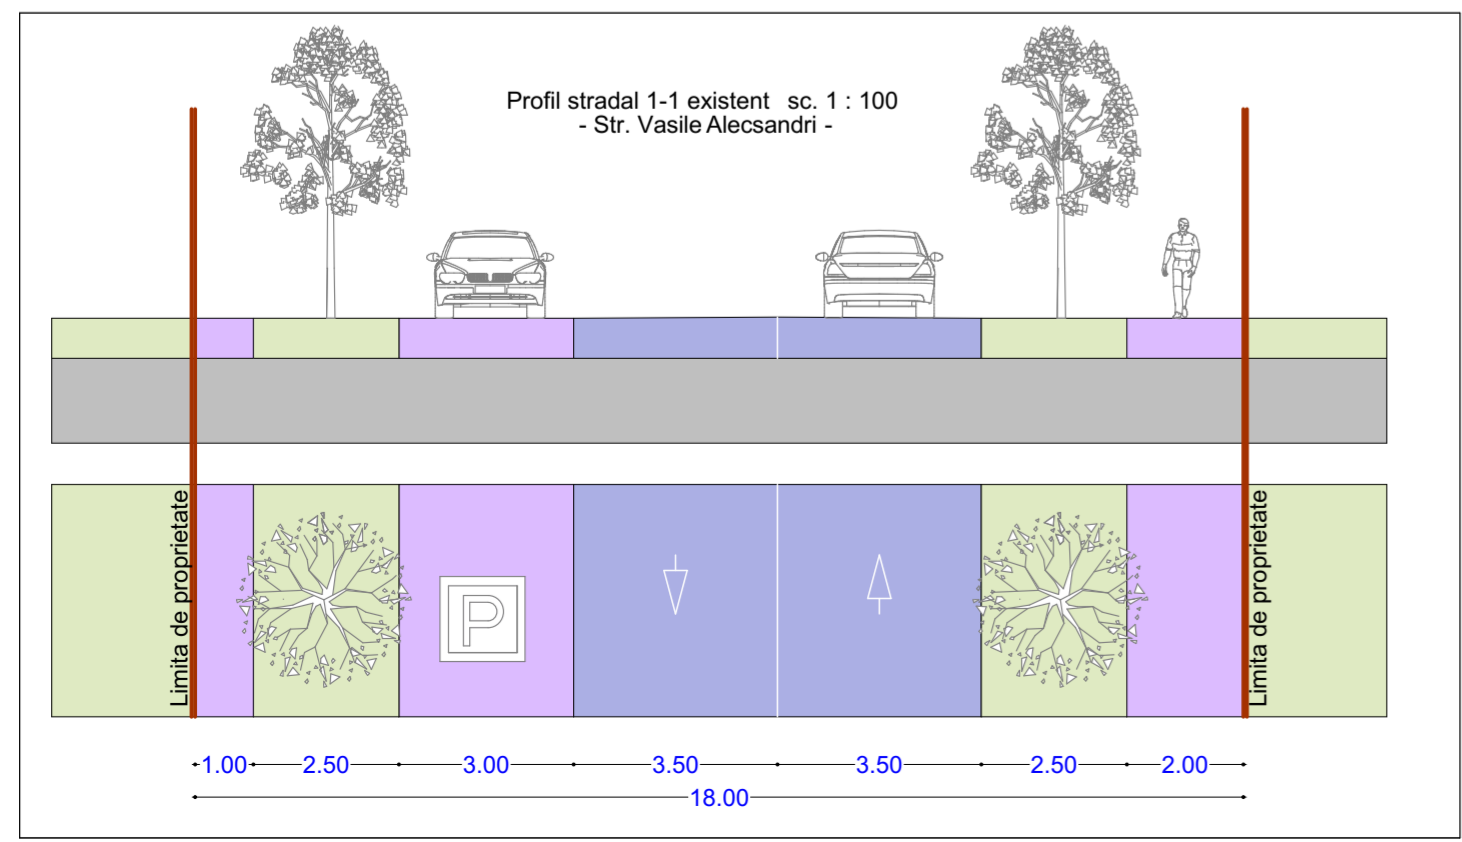 Profil stradal 1-1 existent sc. 1 : 100
- Str. Vasile Alecsandri -
Limita de proprietate
P
Limita de proprietate
1.00 2.50 3.00 3.50 3.50 2.50 2.00
18.00